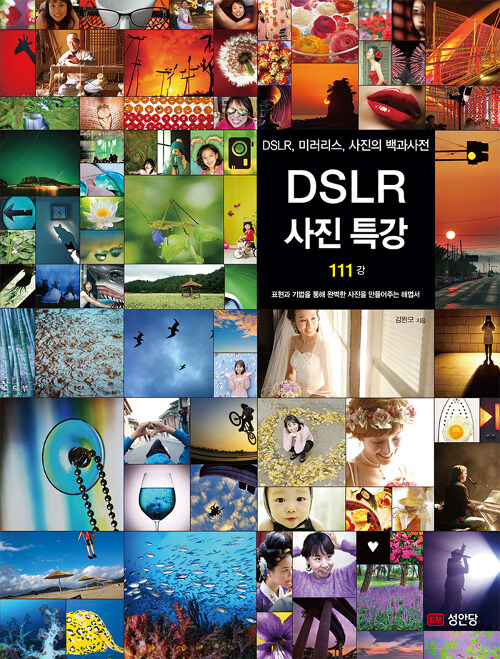 DSLR, 미러리스, 사진의 백과사전
DSLR
사진 특강
111 강
표현과 기법을 통해 완벽한 사진을 만들어주는 해법서
김완모 지음
BM 성안당